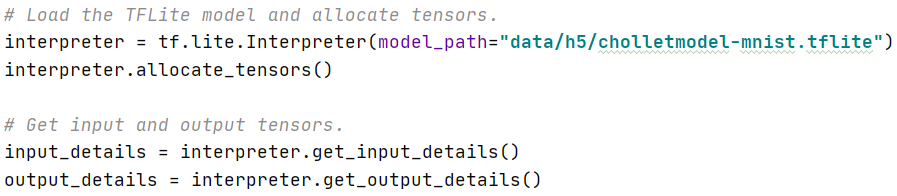 # Load the TFLite model and allocate tensors.
interpreter = tf.lite.Interpreter(model_path="data/h5/cholletmodel-mnist.tflite")
interpreter.allocate_tensors()

# Get input and output tensors.
input_details = interpreter.get_input_details()
output_details = interpreter.get_output_details()